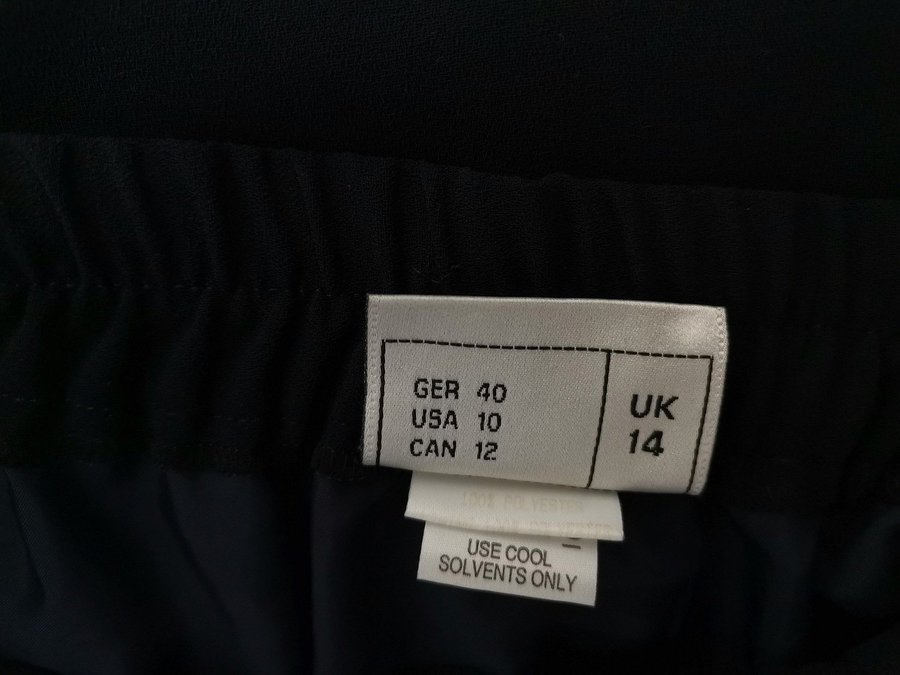 GER 40
USA 10
CAN 12
UK
14
100% POLYESTER
USE COOL
SOLVENTS ONLY